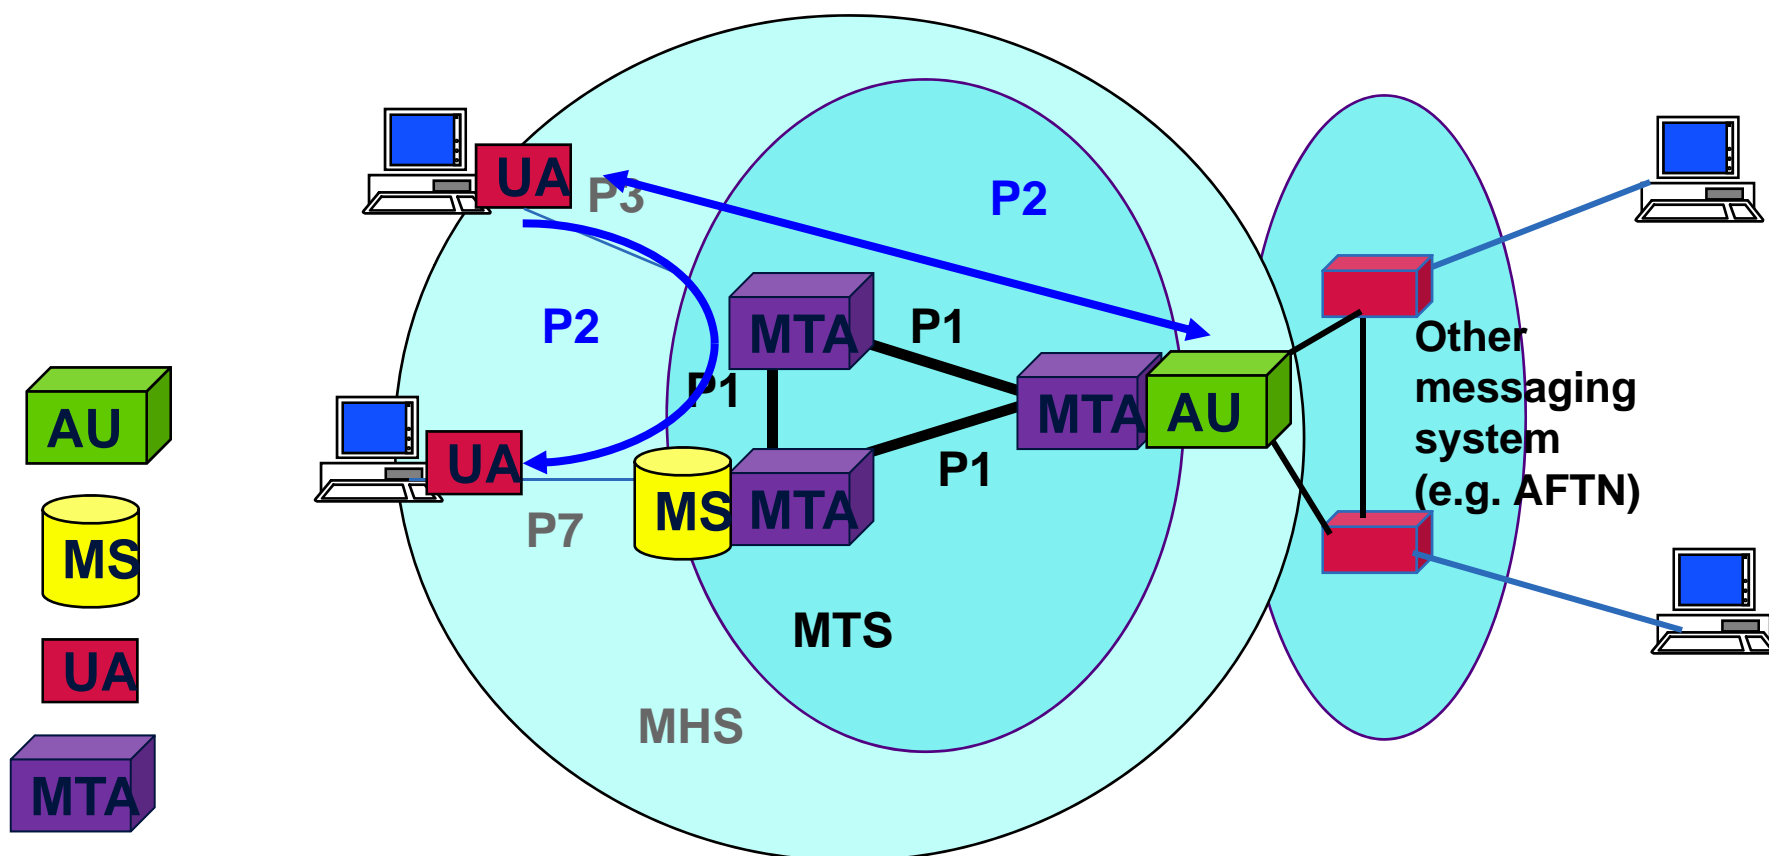 UA
P3
P2
P2
MTA
P1
Other
messaging
system
(e.g. AFTN)
P1
MTA
AU
AU
UA
P1
MS
MTA
P7
MS
MTS
UA
MHS
MTA